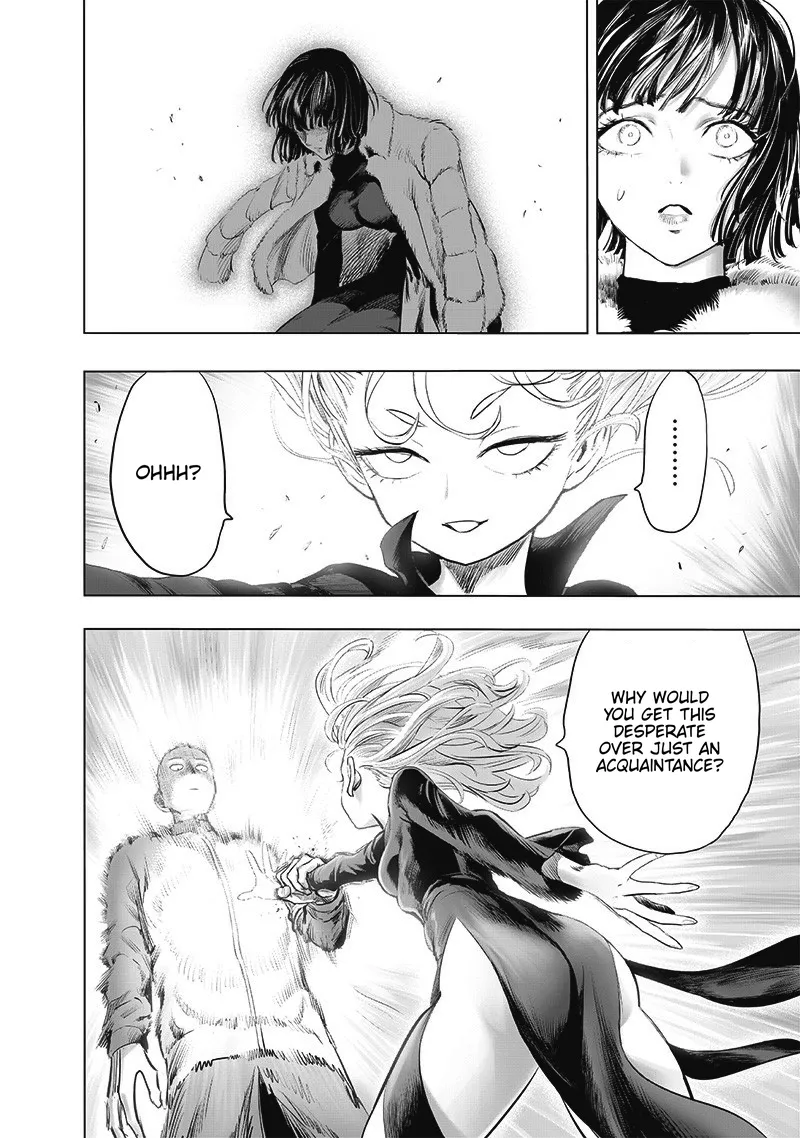 .........
OHHH?
WHY WOULD
YOU GET THIS
DESPERATE
OVER JUST AN
ACQUAINTANCE?